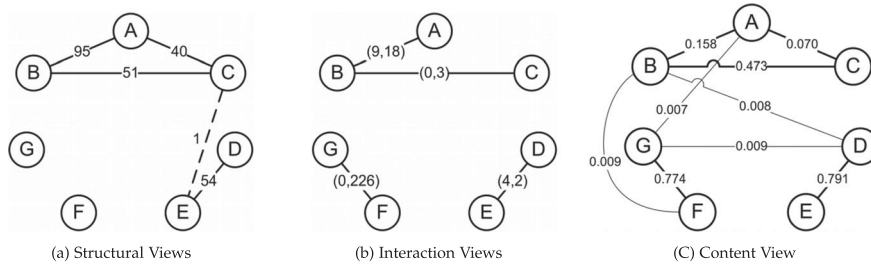 A
95
40
B
51
C
G
1
D
54
F
E
(a) Structural Views
A
(9,18)
B
(0,3)
C
G
D
(0,226)
(4,2)
F
E
(b) Interaction Views
A
0.158
0.070
B
0.473
C
0.007
0.008
G
0.009
D
0.009
0.774
0.791
F
E
(C) Content View